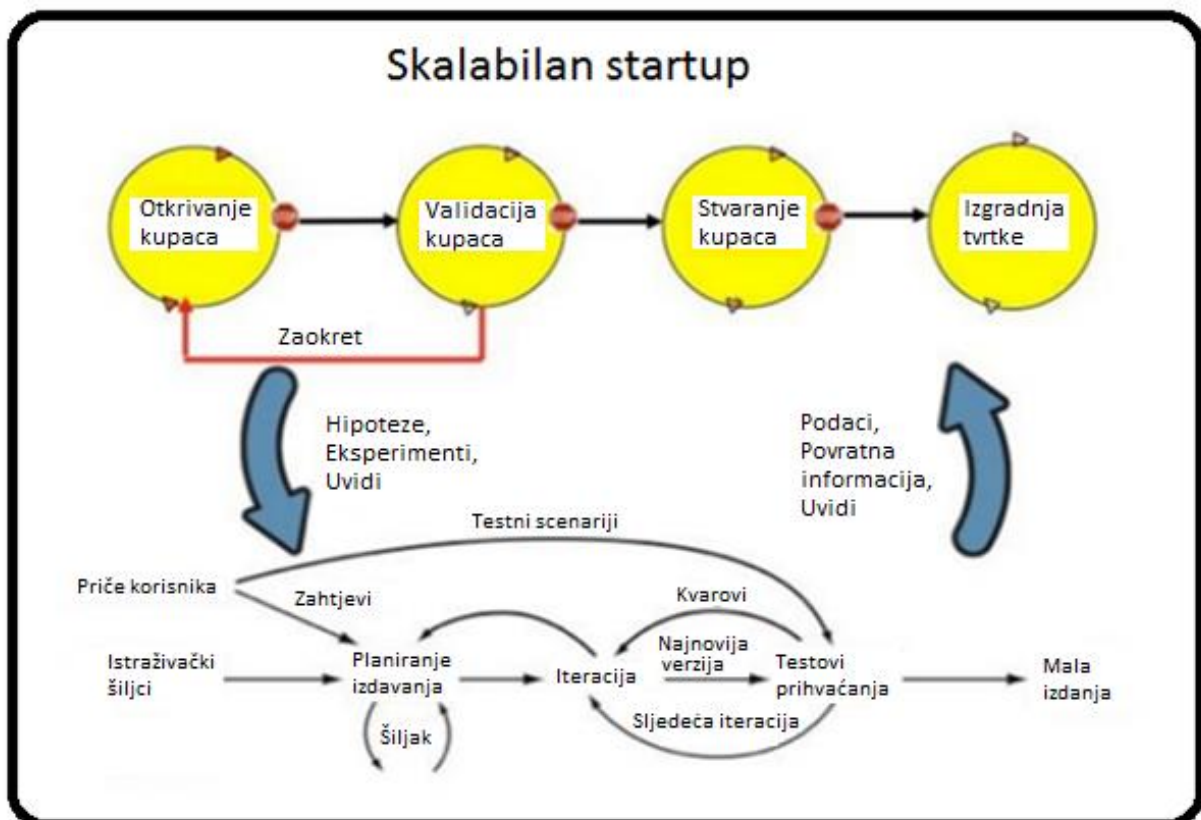 Skalabilan startup
Otkrivanje
kupaca
Validacija
kupaca
Stvaranje
kupaca
Izgradnja
tvrtke
Zaokret
Hipoteze,
Eksperimenti,
Uvidi
Podaci,
Povratna
informacija,
Uvidi
Testni scenariji
Priče korisnika
Zahtjevi
Kvarovi
Istraživački
šiljci
Planiranje
izdavanja
Iteracija
Najnovija
verzija
Testovi
prihvaćanja
Mala
izdanja
Sljedeća iteracija
Šiljak